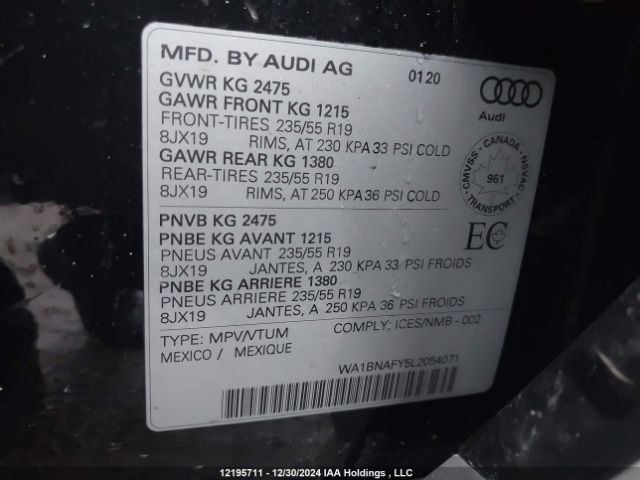 MFD. BY AUDI AG 0120
GVWR KG 2475
GAWR FRONT KG 1215
FRONT-TIRES 235/55 R19
8JX19 RIMS, AT 230 KPA 33 PSI COLD
GAWR REAR KG 1380
REAR-TIRES 235/55 R19
8JX19 RIMS, AT 250 KPA 36 PSI COLD
Audi
CMVSS - CANADA - NSVAC
961
TRANSPORT
PNVB KG 2475
PNBE KG AVANT 1215
PNEUS AVANT 235/55 R19
8JX19 JANTES, A 230 KPA 33 PSI FROIDS
PNBE KG ARRIERE 1380
PNEUS ARRIERE 235/55 R19
8JX19 JANTES, A 250 KPA 36 PSI FROIDS
EC
TYPE: MPV/VTUM COMPLY: ICES/NMB - 002
MEXICO / MEXIQUE
WA1BNAFY5L2054071
12195711 - 12/30/2024 IAA Holdings , LLC